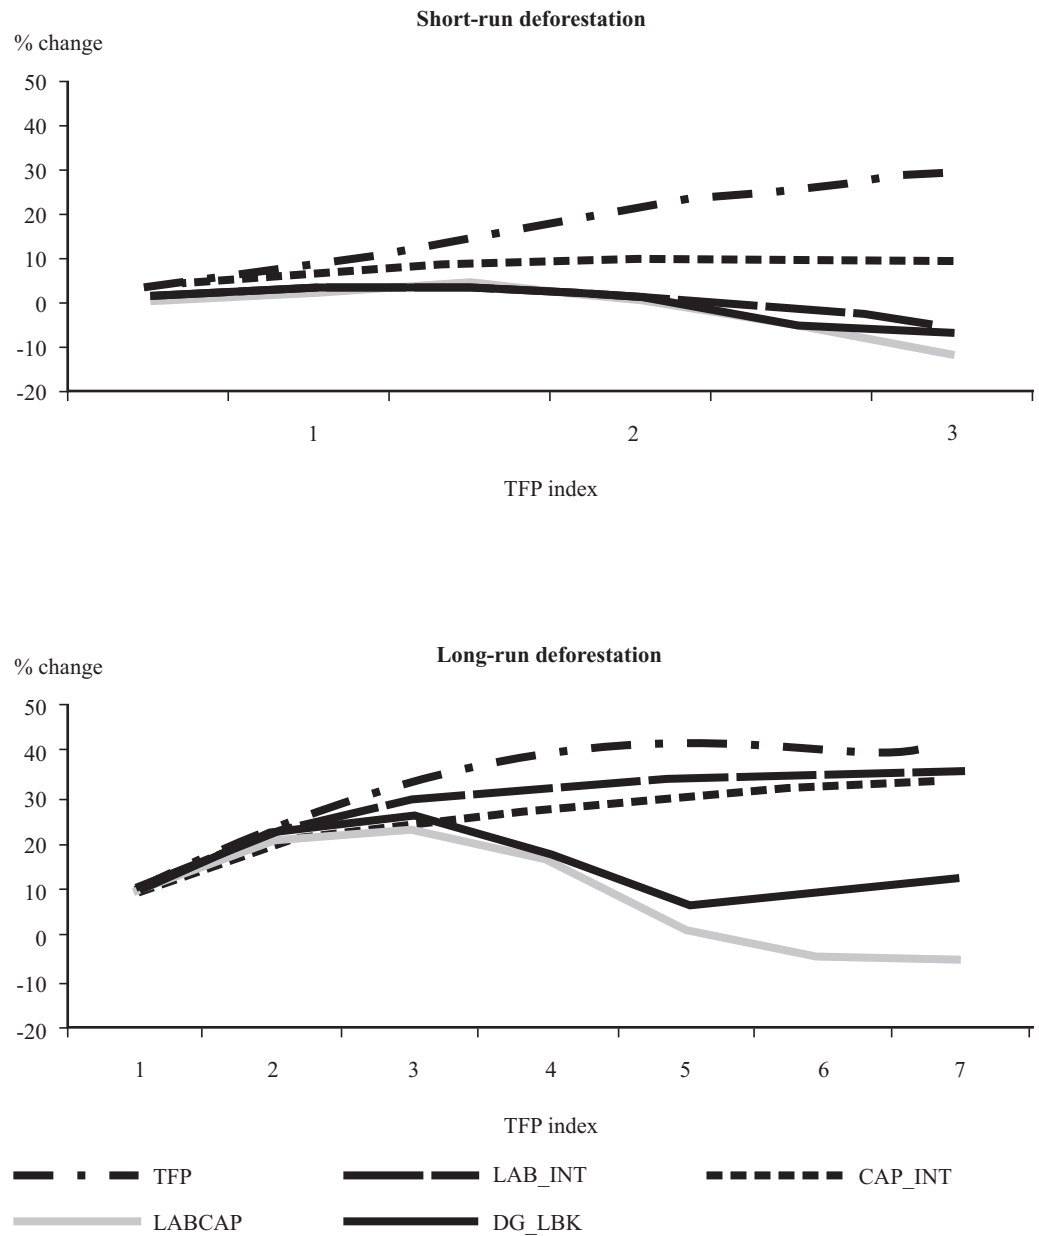 Short-run deforestation
% change
50
40
30
20
10
0
-10
-20
1 2 3
TFP index
Long-run deforestation
% change
50
40
30
20
10
0
-10
-20
1 2 3 4 5 6 7
TFP index
TFP LAB_INT CAP_INT
LABCAP DG_LBK